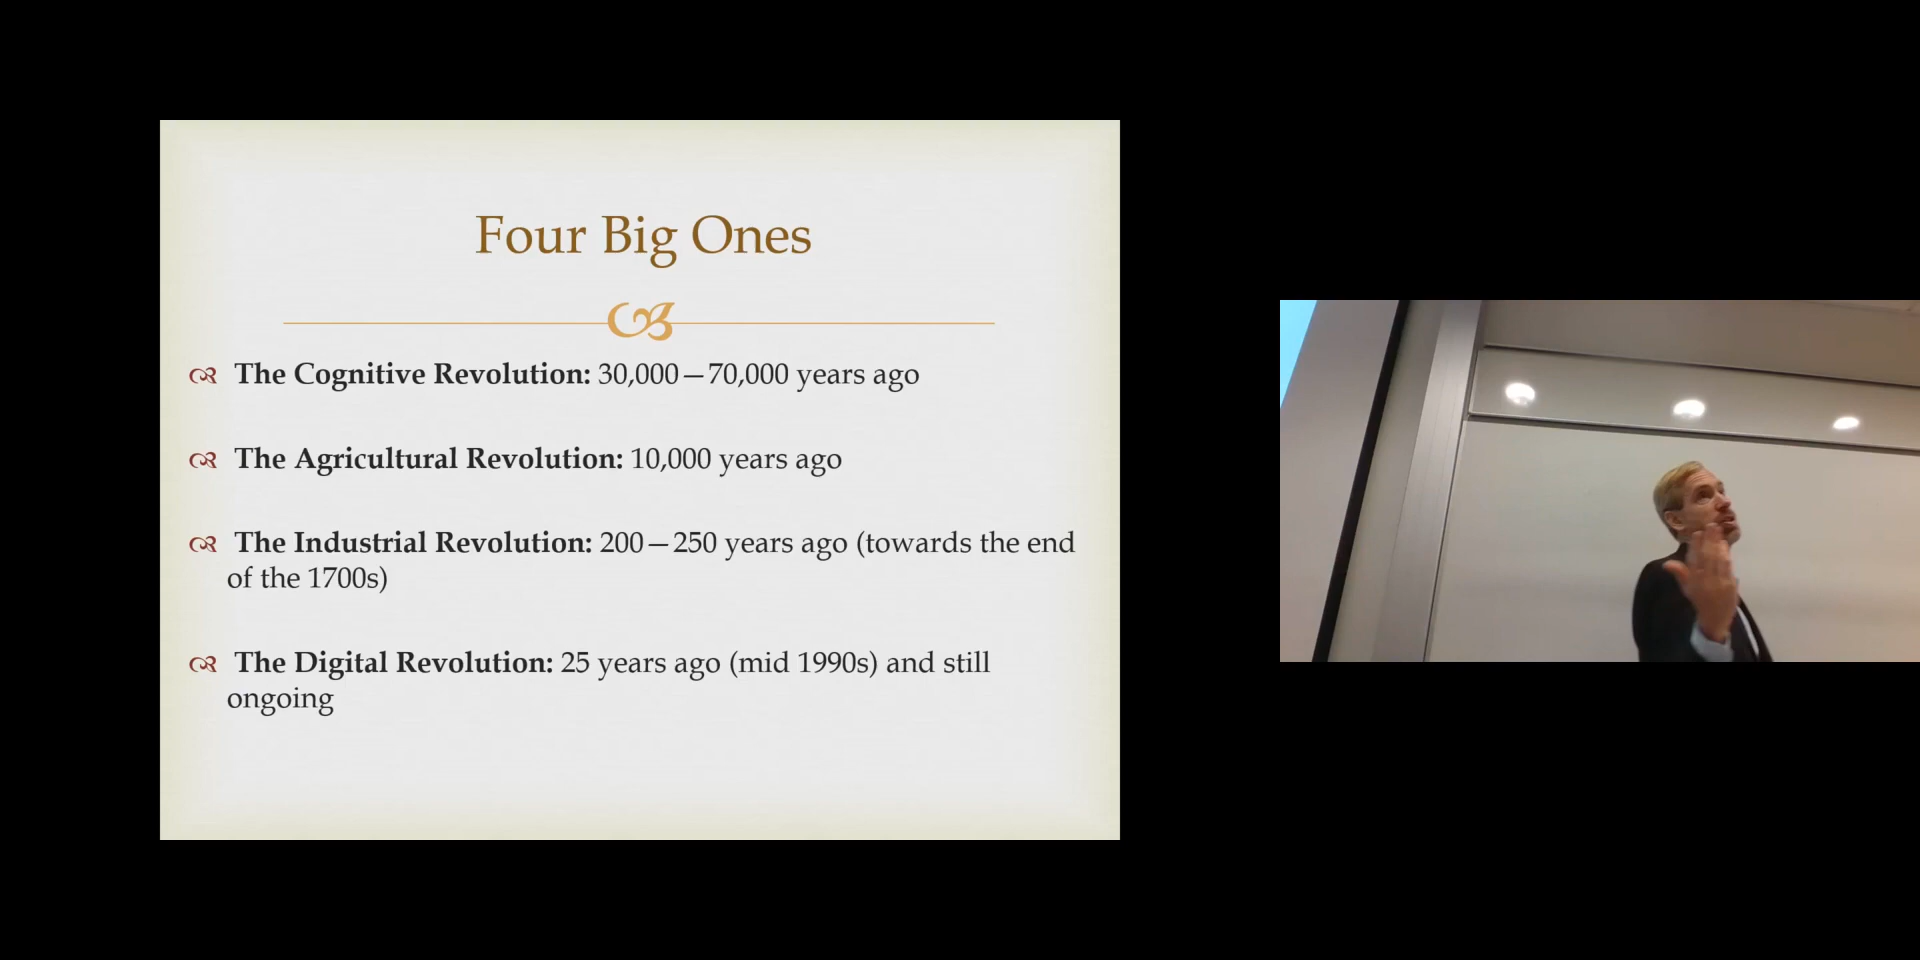 Four Big Ones
The Cognitive Revolution: 30,000—70,000 years ago
The Agricultural Revolution: 10,000 years ago
The Industrial Revolution: 200—250 years ago (towards the end
of the 1700s)
The Digital Revolution: 25 years ago (mid 1990s) and still
ongoing